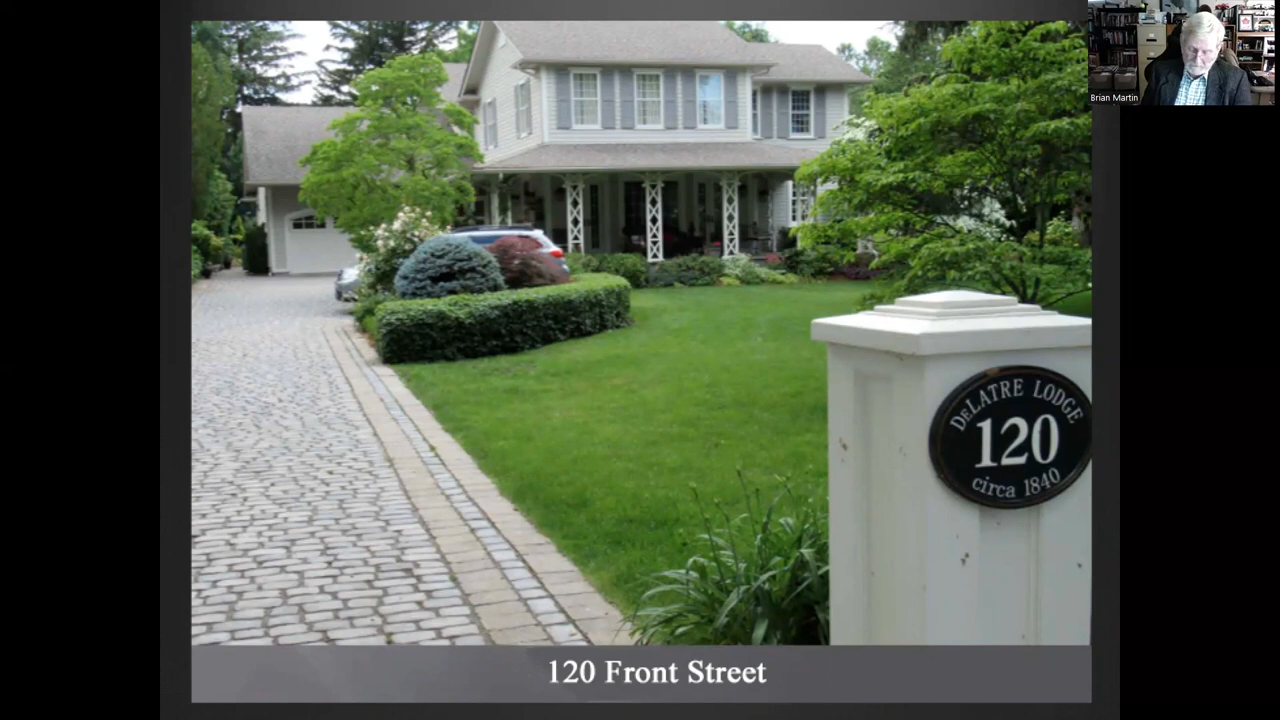 Brian Martin
DeLATRE LODGE
120
circa 1840
120 Front Street